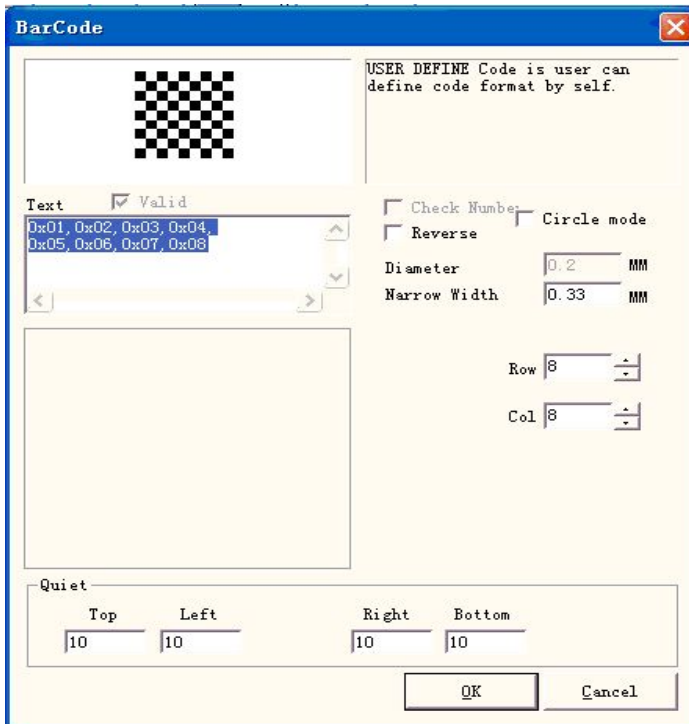 BarCode
USER DEFINE Code is user can
define code format by self.
Text
Valid
0x01, 0x02, 0x03, 0x04,
0x05, 0x06, 0x07, 0x08
Check Number
Circle mode
Reverse
Diameter 0.2 MM
Narrow Width 0.33 MM
Row 8
Col 8
Quiet
Top Left Right Bottom
10 10 10 10
OK Cancel